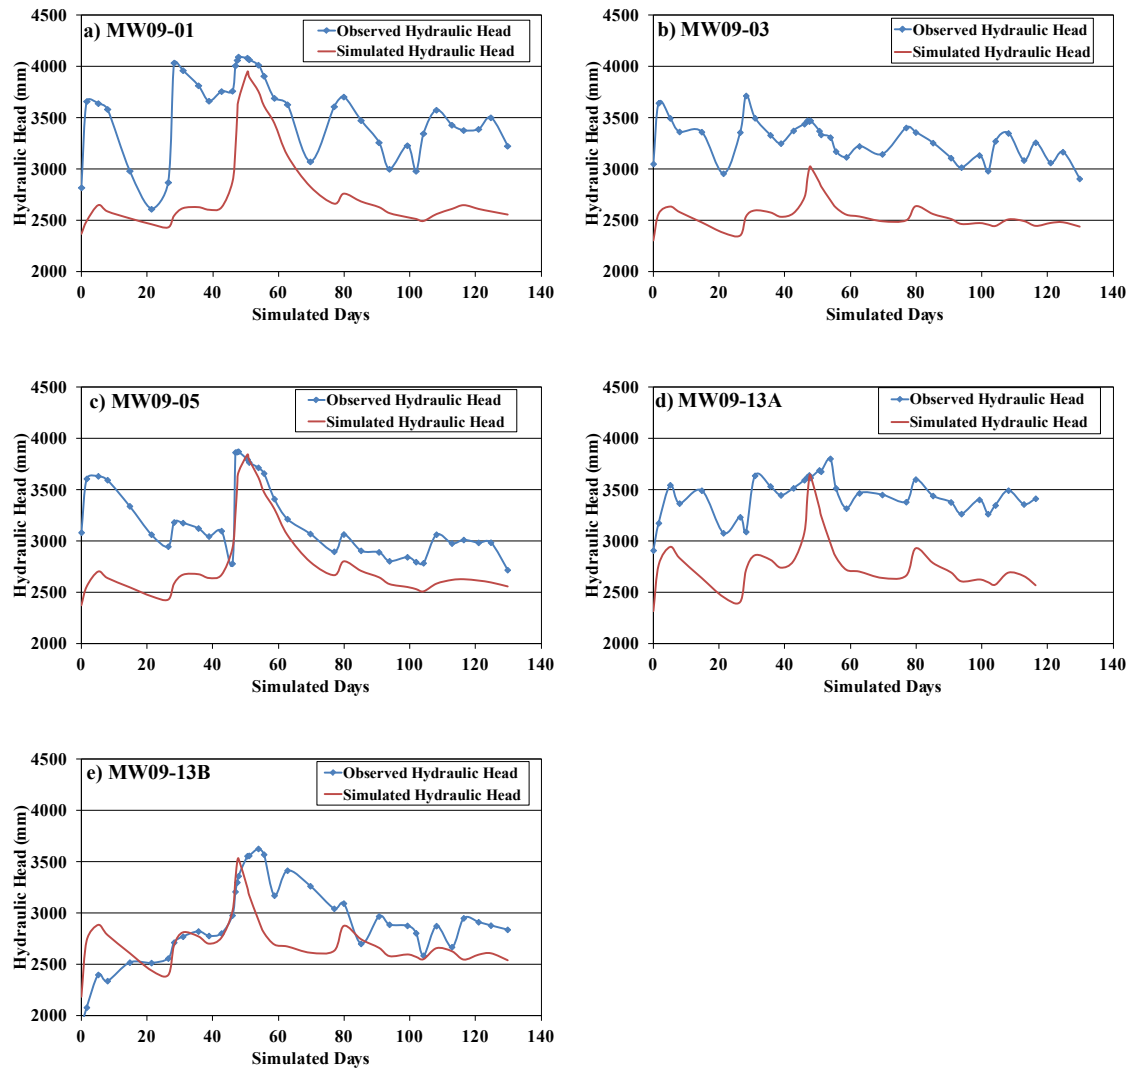 a) MW09-01
Observed Hydraulic Head
Simulated Hydraulic Head
Hydraulic Head (mm)
4500
4000
3500
3000
2500
2000
0 20 40 60 80 100 120 140
Simulated Days
b) MW09-03
Observed Hydraulic Head
Simulated Hydraulic Head
Hydraulic Head (mm)
4500
4000
3500
3000
2500
2000
0 20 40 60 80 100 120 140
Simulated Days
c) MW09-05
Observed Hydraulic Head
Simulated Hydraulic Head
Hydraulic Head (mm)
4500
4000
3500
3000
2500
2000
0 20 40 60 80 100 120 140
Simulated Days
d) MW09-13A
Observed Hydraulic Head
Simulated Hydraulic Head
Hydraulic Head (mm)
4500
4000
3500
3000
2500
2000
0 20 40 60 80 100 120 140
Simulated Days
e) MW09-13B
Observed Hydraulic Head
Simulated Hydraulic Head
Hydraulic Head (mm)
4500
4000
3500
3000
2500
2000
0 20 40 60 80 100 120 140
Simulated Days